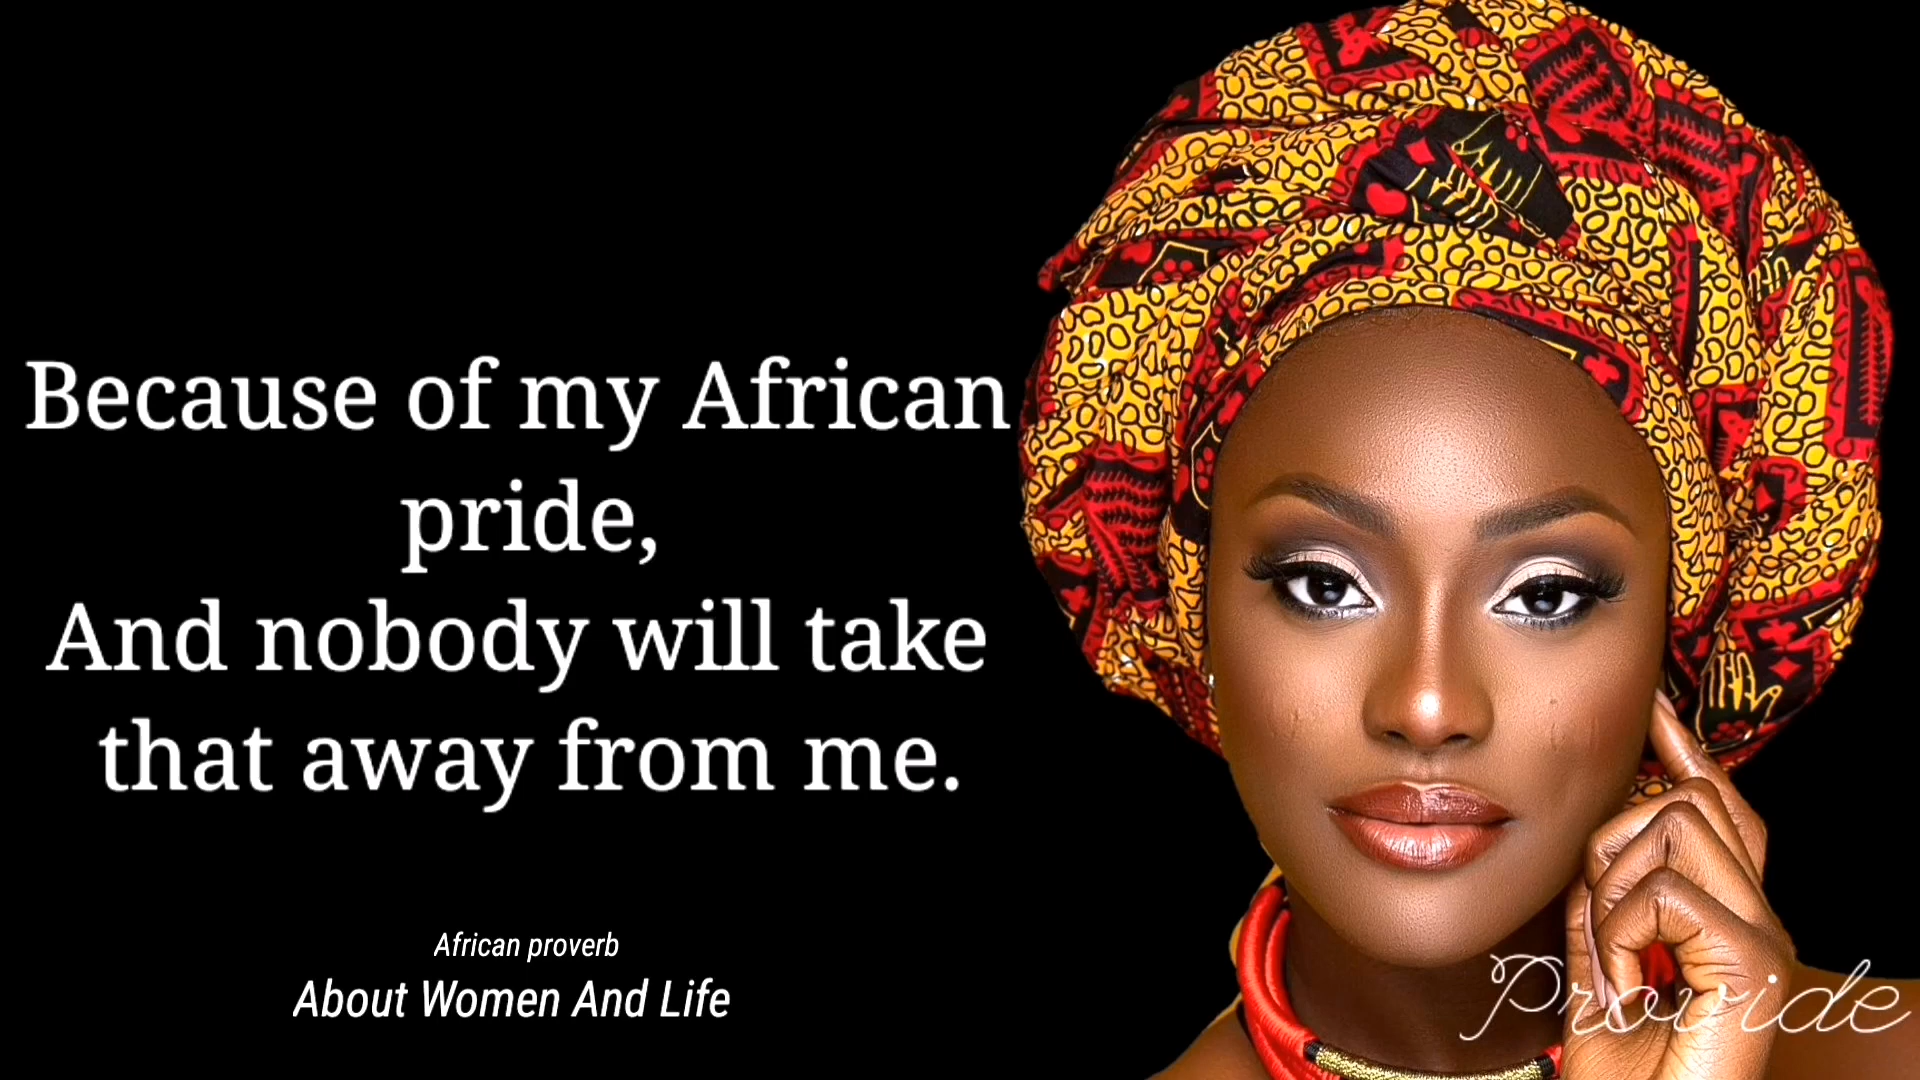 Because of my African
pride,
And nobody will take
that away from me.
African proverb
About Women And Life
Provide